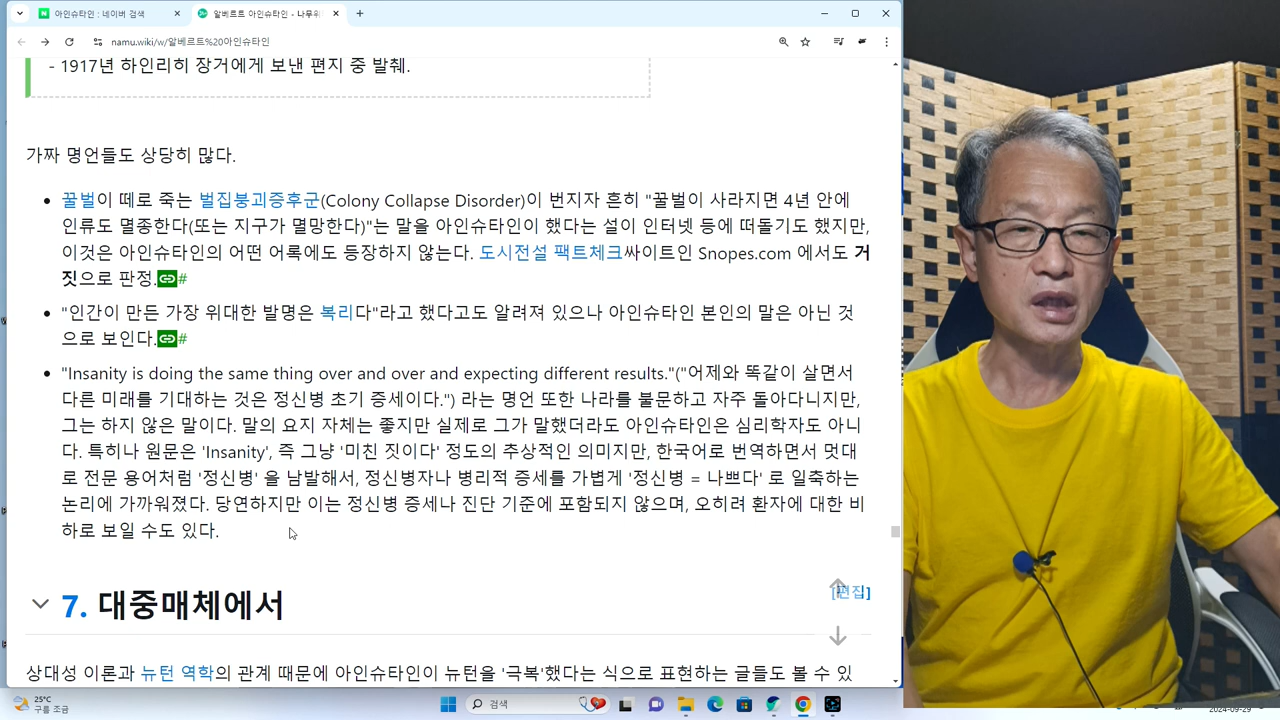 아인슈타인 : 네이버 검색
알베르트 아인슈타인 - 나무위
namu.wiki/w/알베르트%20아인슈타인
- 1917년 하인리히 장거에게 보낸 편지 중 발췌.
가짜 명언들도 상당히 많다.
꿀벌이 떼로 죽는 벌집붕괴증후군(Colony Collapse Disorder)이 번지자 흔히 "꿀벌이 사라지면 4년 안에
인류도 멸종한다(또는 지구가 멸망한다)"는 말을 아인슈타인이 했다는 설이 인터넷 등에 떠돌기도 했지만,
이것은 아인슈타인의 어떤 어록에도 등장하지 않는다. 도시전설 팩트체크싸이트인 Snopes.com 에서도 거
짓으로 판정.#
"인간이 만든 가장 위대한 발명은 복리다"라고 했다고도 알려져 있으나 아인슈타인 본인의 말은 아닌 것
으로 보인다.#
"Insanity is doing the same thing over and over and expecting different results."("어제와 똑같이 살면서
다른 미래를 기대하는 것은 정신병 초기 증세이다.") 라는 명언 또한 나라를 불문하고 자주 돌아다니지만,
그는 하지 않은 말이다. 말의 요지 자체는 좋지만 실제로 그가 말했더라도 아인슈타인은 심리학자도 아니
다. 특히나 원문은 'Insanity', 즉 그냥 '미친 짓이다' 정도의 추상적인 의미지만, 한국어로 번역하면서 멋대
로 전문 용어처럼 '정신병' 을 남발해서, 정신병자나 병리적 증세를 가볍게 '정신병 = 나쁘다' 로 일축하는
논리에 가까워졌다. 당연하지만 이는 정신병 증세나 진단 기준에 포함되지 않으며, 오히려 환자에 대한 비
하로 보일 수도 있다.
7. 대중매체에서
[편집]
상대성 이론과 뉴턴 역학의 관계 때문에 아인슈타인이 뉴턴을 '극복'했다는 식으로 표현하는 글들도 볼 수 있
25°C
구름 조금
검색
2024-09-29